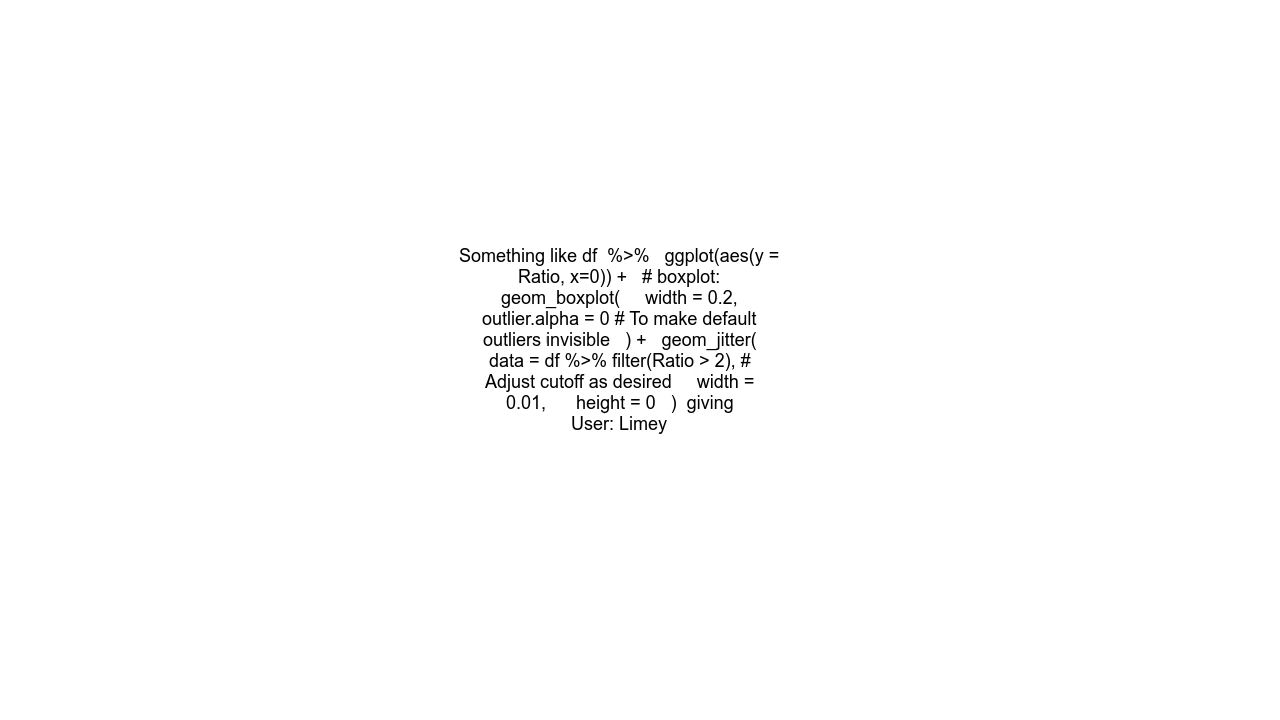 Something like df  %>%   ggplot(aes(y =
Ratio, x=0)) +   # boxplot:
geom_boxplot(     width = 0.2,
outlier.alpha = 0 # To make default
outliers invisible   ) +   geom_jitter(
data = df %>% filter(Ratio > 2), #
Adjust cutoff as desired     width =
0.01,      height = 0   )  giving
User: Limey